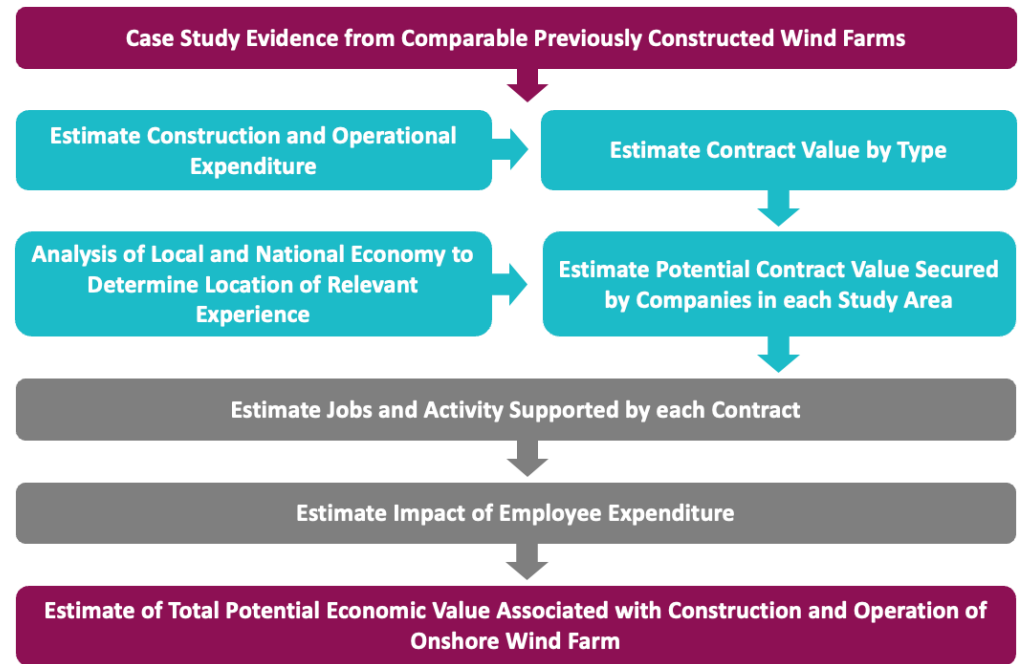 Case Study Evidence from Comparable Previously Constructed Wind Farms
Estimate Construction and Operational
Expenditure
Estimate Contract Value by Type
Analysis of Local and National Economy to
Determine Location of Relevant
Experience
Estimate Potential Contract Value Secured
by Companies in each Study Area
Estimate Jobs and Activity Supported by each Contract
Estimate Impact of Employee Expenditure
Estimate of Total Potential Economic Value Associated with Construction and Operation of
Onshore Wind Farm